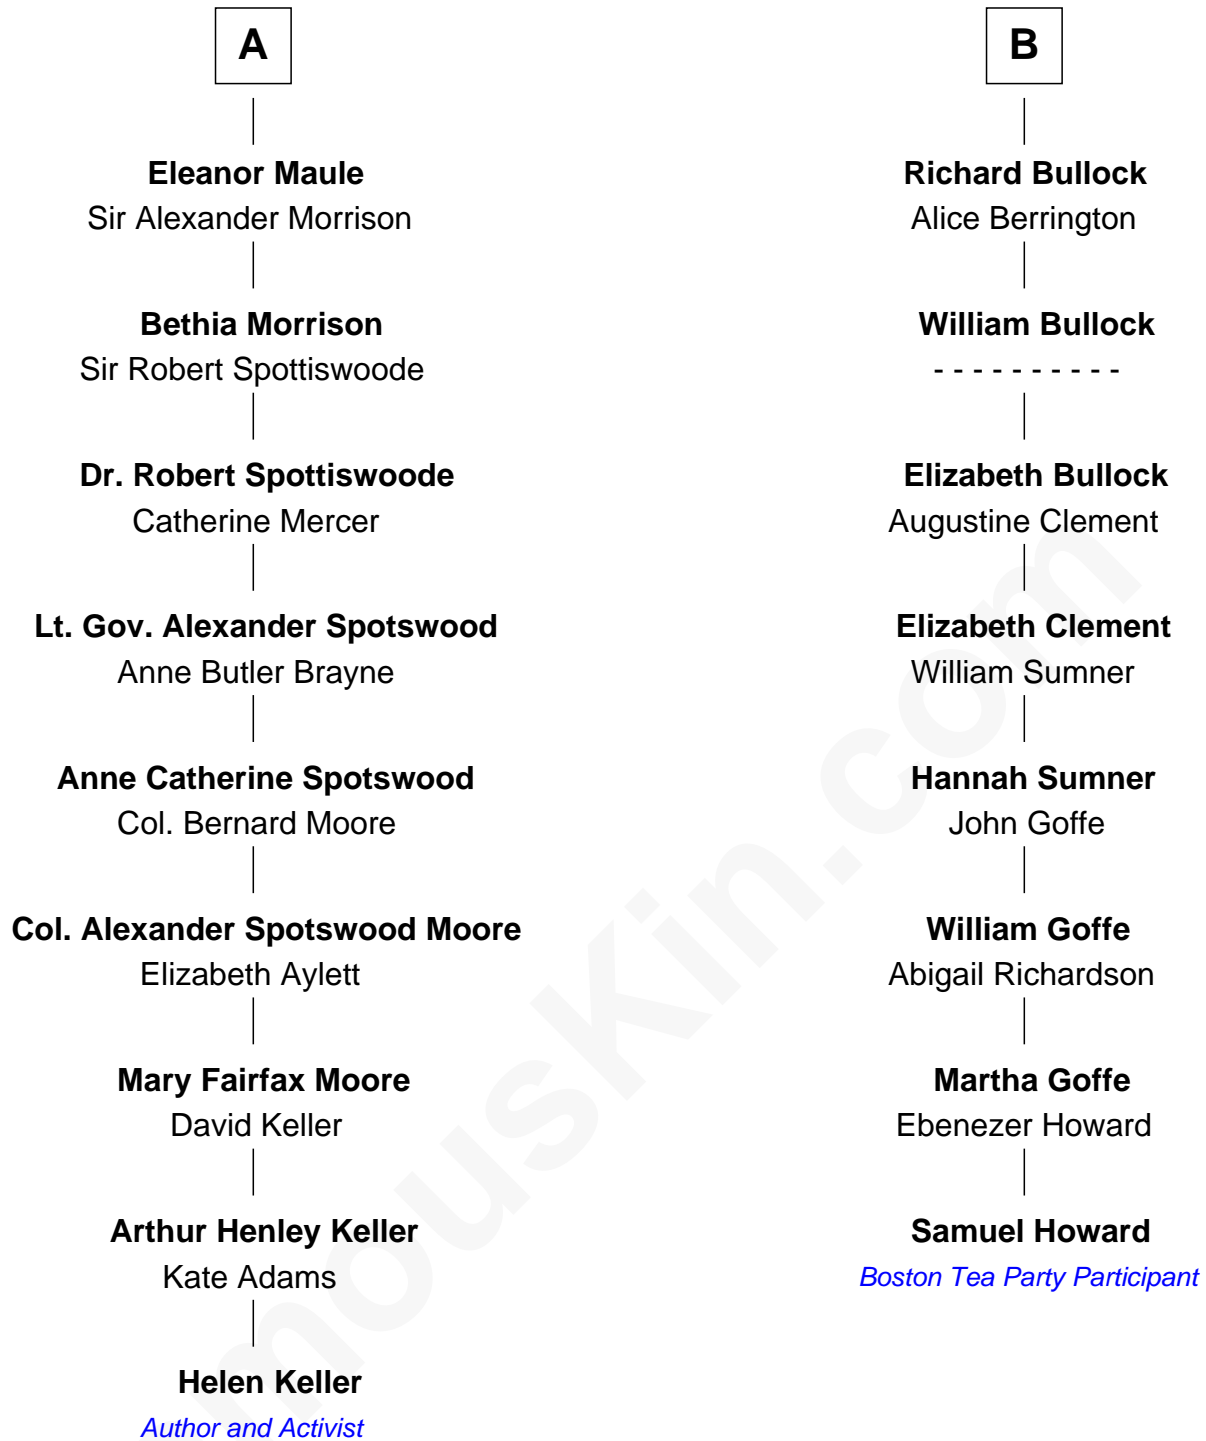 A
Eleanor Maule
Sir Alexander Morrison
Bethia Morrison
Sir Robert Spottiswoode
Dr. Robert Spottiswoode
Catherine Mercer
Lt. Gov. Alexander Spotswood
Anne Butler Brayne
Anne Catherine Spotswood
Col. Bernard Moore
Col. Alexander Spotswood Moore
Elizabeth Aylett
Mary Fairfax Moore
David Keller
Arthur Henley Keller
Kate Adams
Helen Keller
Author and Activist
B
Richard Bullock
Alice Berrington
William Bullock
- - - - - - - - - -
Elizabeth Bullock
Augustine Clement
Elizabeth Clement
William Sumner
Hannah Sumner
John Goffe
William Goffe
Abigail Richardson
Martha Goffe
Ebenezer Howard
Samuel Howard
Boston Tea Party Participant
mouskin.com